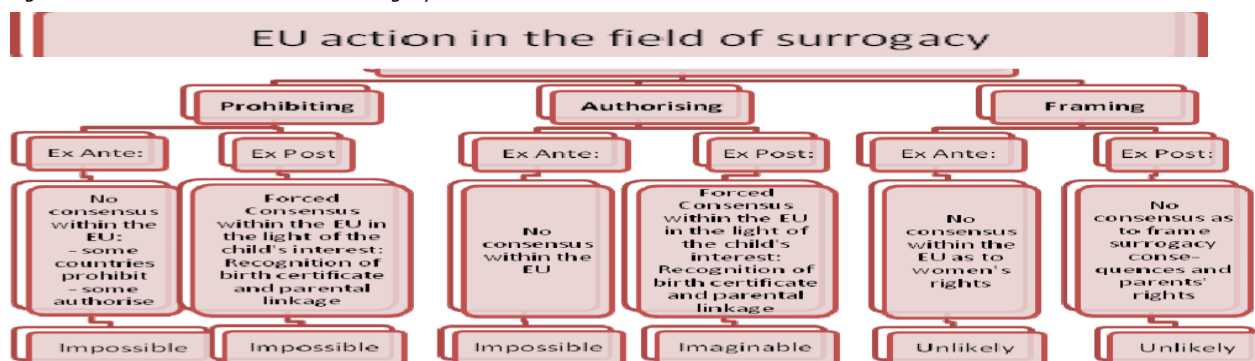 EU action in the field of surrogacy
Prohibiting
Authorising
Framing
Ex Ante:
Ex Post
Ex Ante:
Ex Post:
Ex Ante:
Ex Post:
No
consensus
within the
EU:
- some
countries
prohibit
- some
authorise
Forced
Consensus
within the EU in
the light of the
child's interest:
Recognition of
birth certificate
and parental
linkage
No
consensus
within the
EU
Forced
Consensus
within the EU
in the light of
the child's
interest:
Recognition of
birth certificate
and parental
linkage
No
consensus
within the
EU as to
women's
rights
No
consensus as
to frame
surrogacy
conse-
quences and
parents'
rights
Impossible
Impossible
Impossible
Imaginable
Unlikely
Unlikely